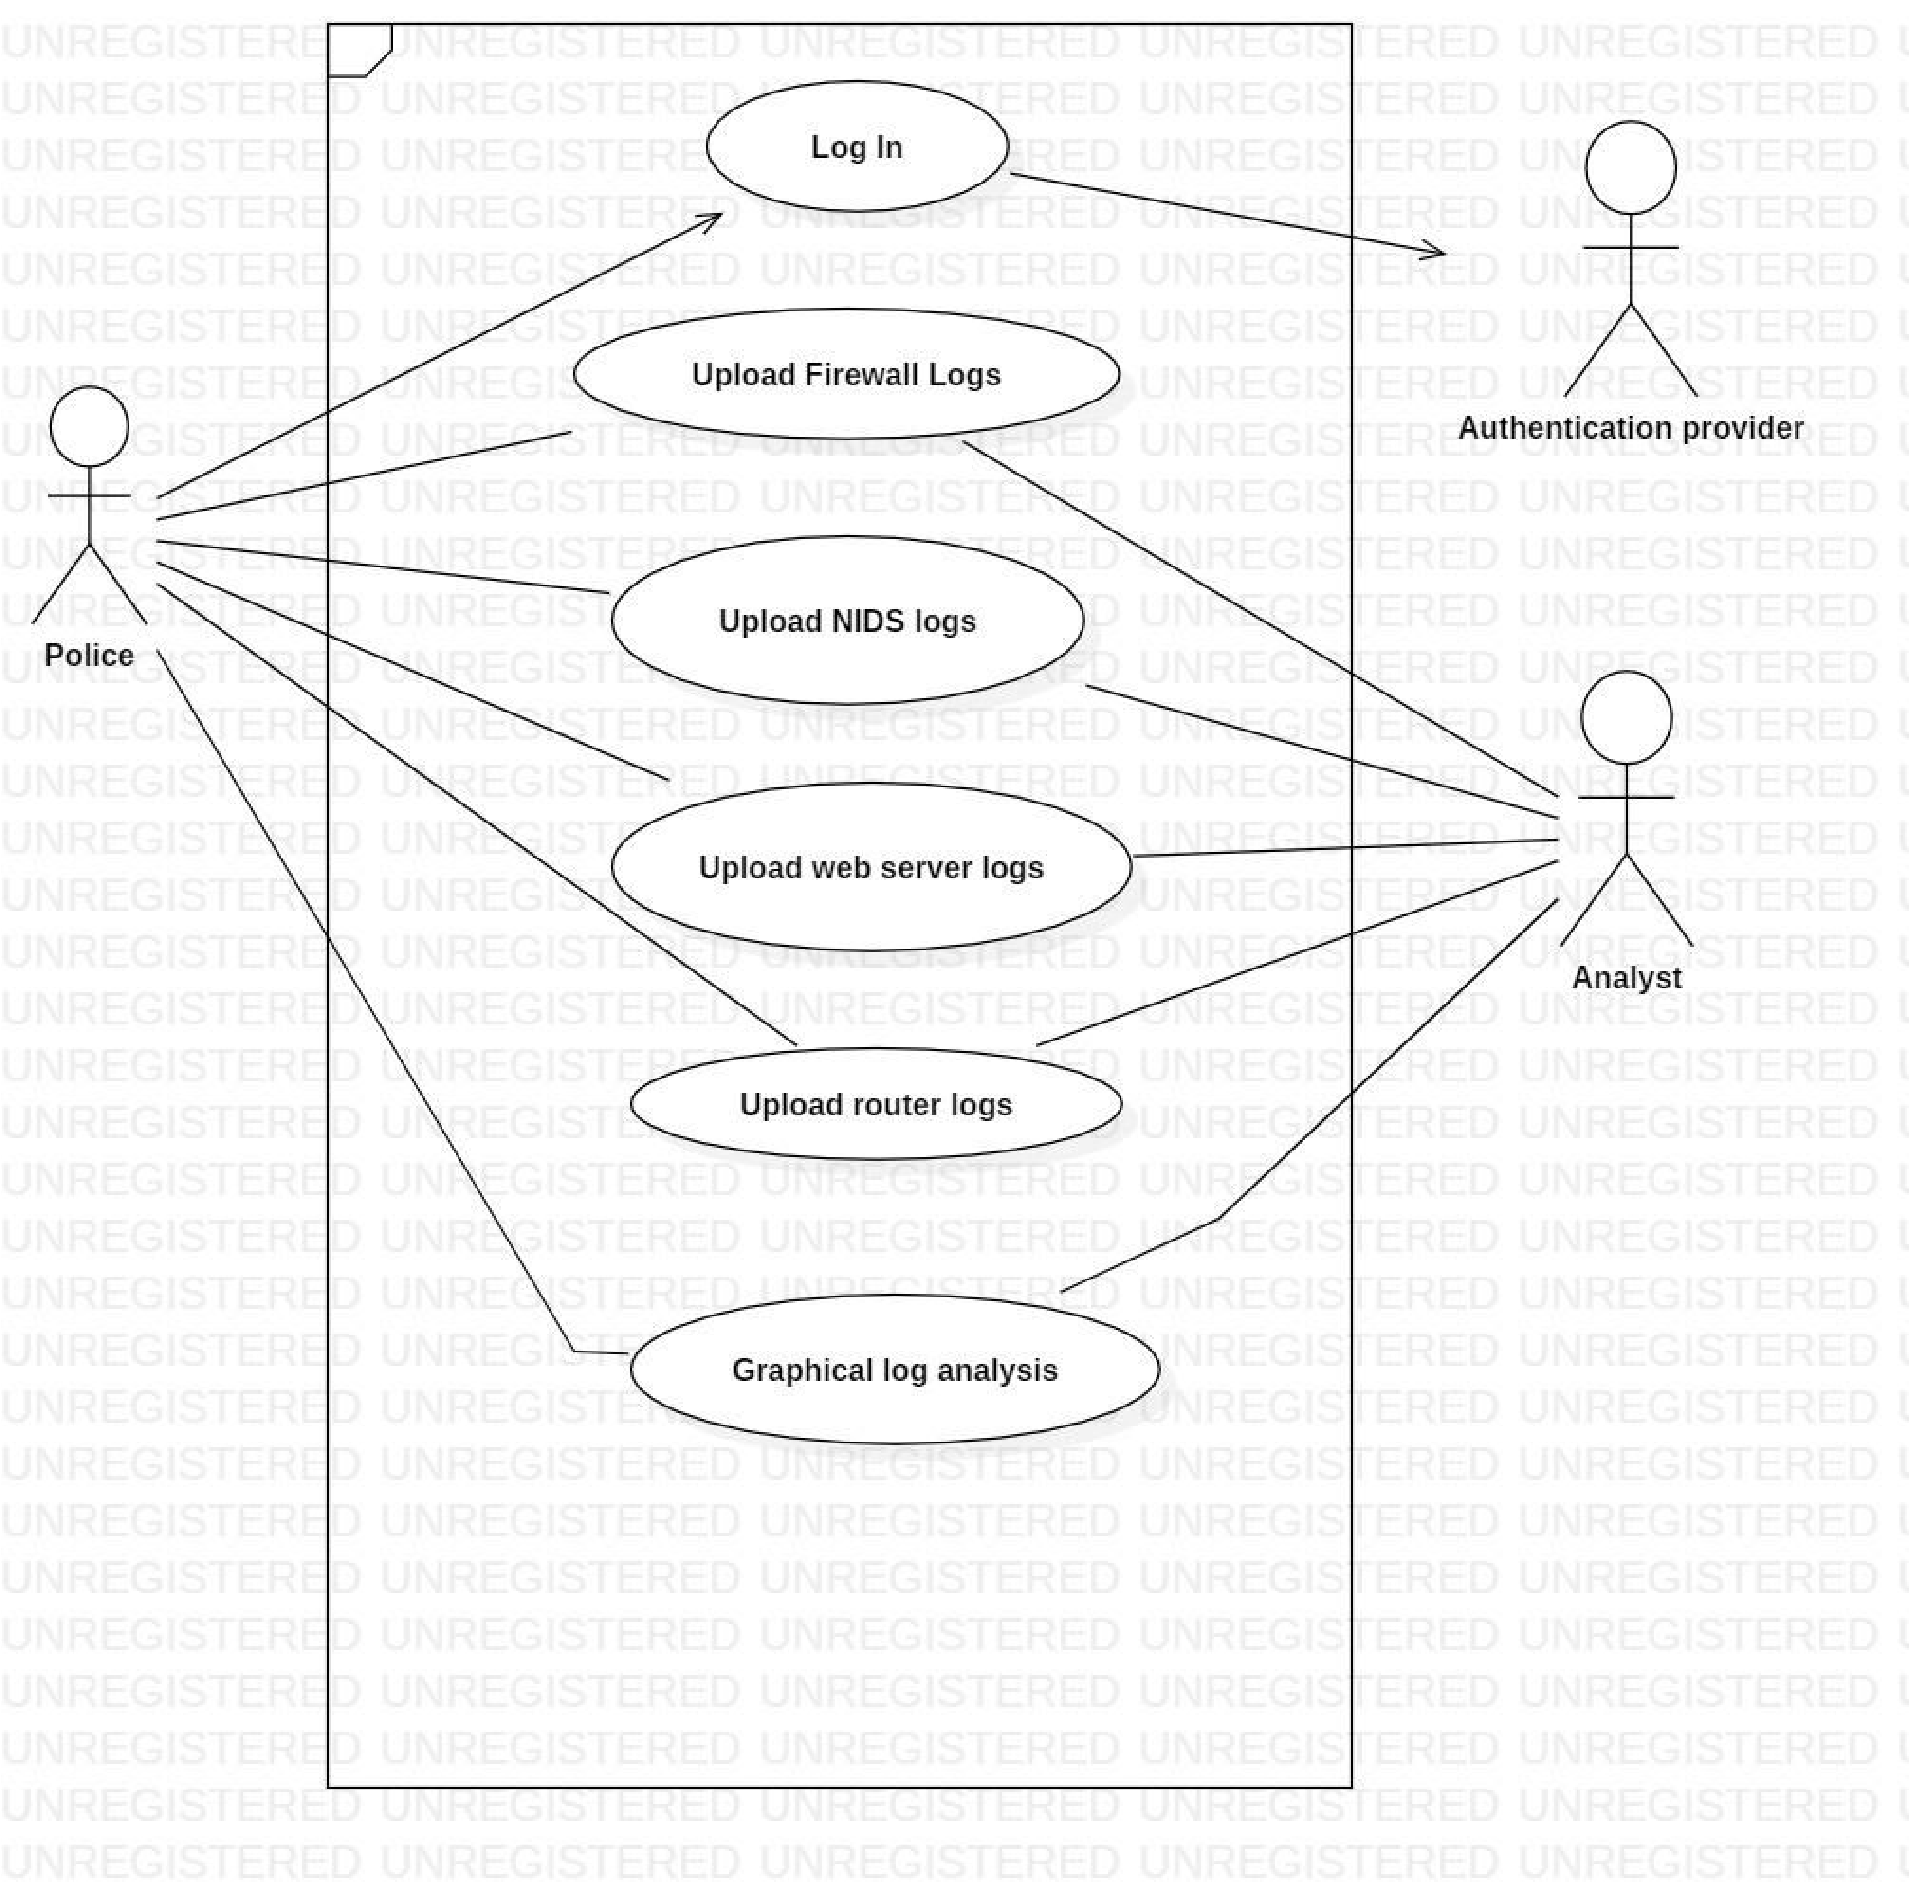 Log In
Upload Firewall Logs
Authentication provider
Upload NIDS logs
Police
Upload web server logs
Analyst
Upload router logs
Graphical log analysis
UNREGISTERED